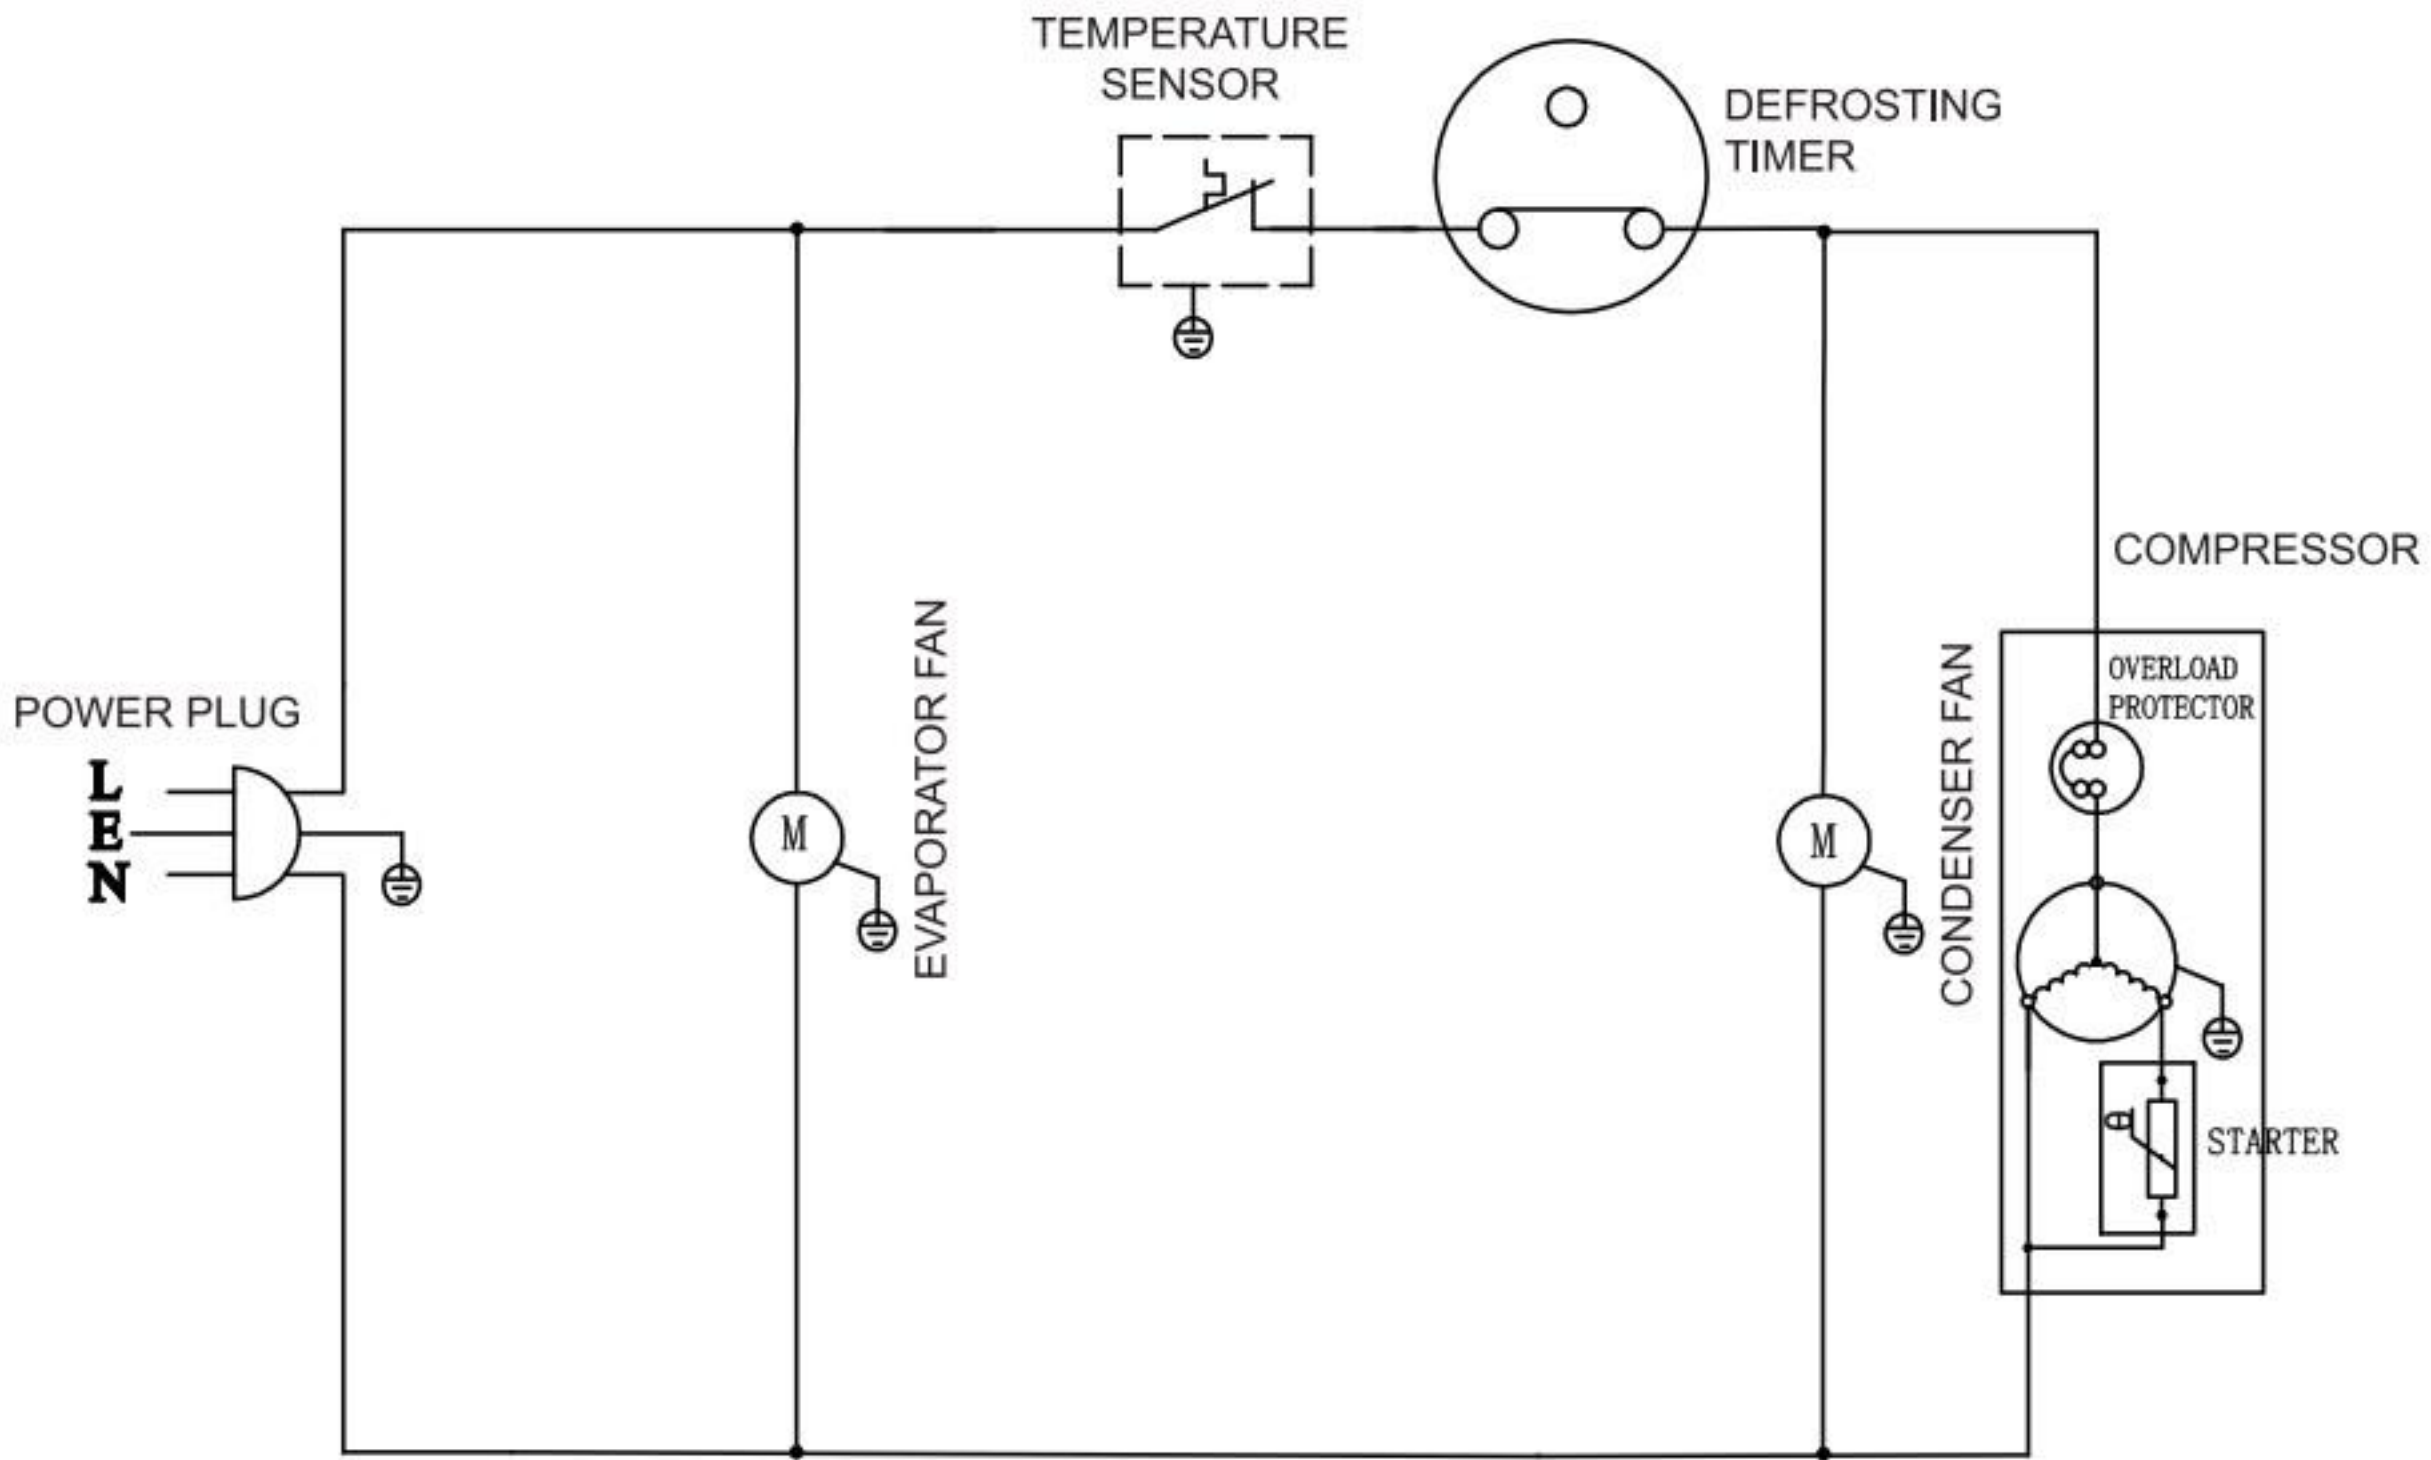 TEMPERATURE
SENSOR
DEFROSTING
TIMER
COMPRESSOR
OVERLOAD
PROTECTOR
CONDENSER FAN
EVAPORATOR FAN
POWER PLUG
L
E
N
M
M
θ
STARTER